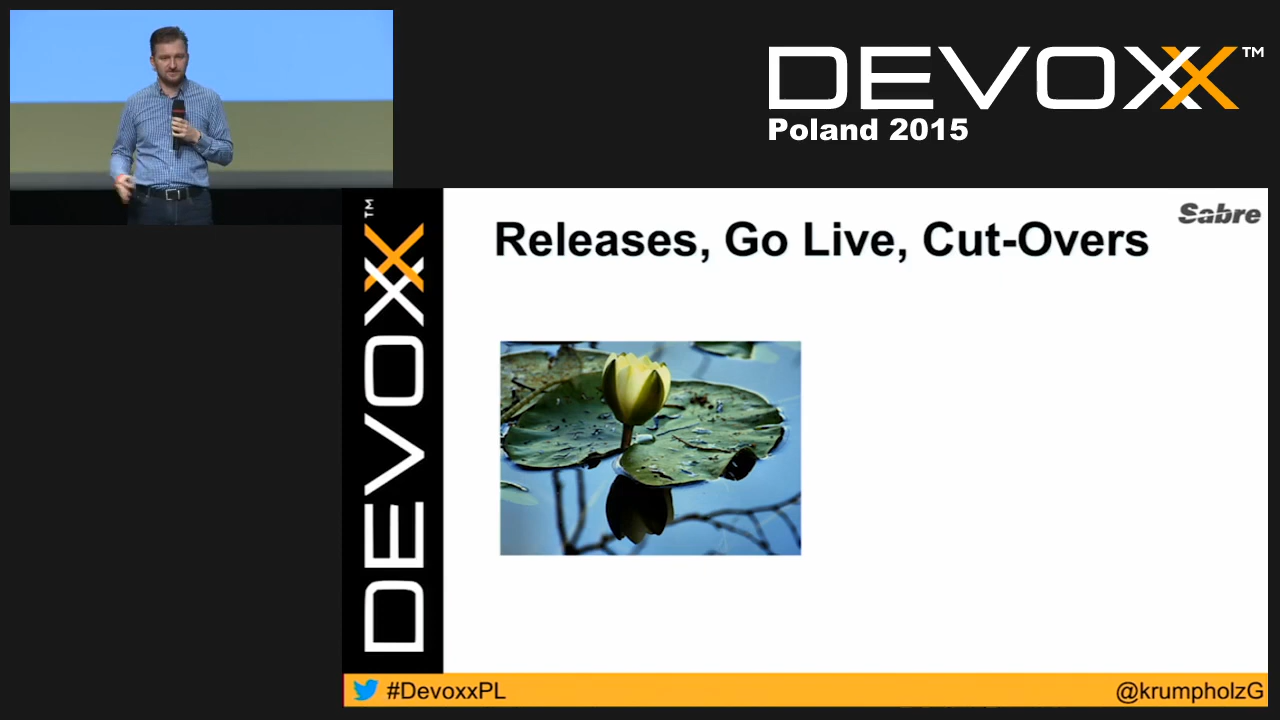 DEVOXX™
Poland 2015
DEVOXX™
Releases, Go Live, Cut-Overs
Sabre
#DevoxxPL
@krumpholzG